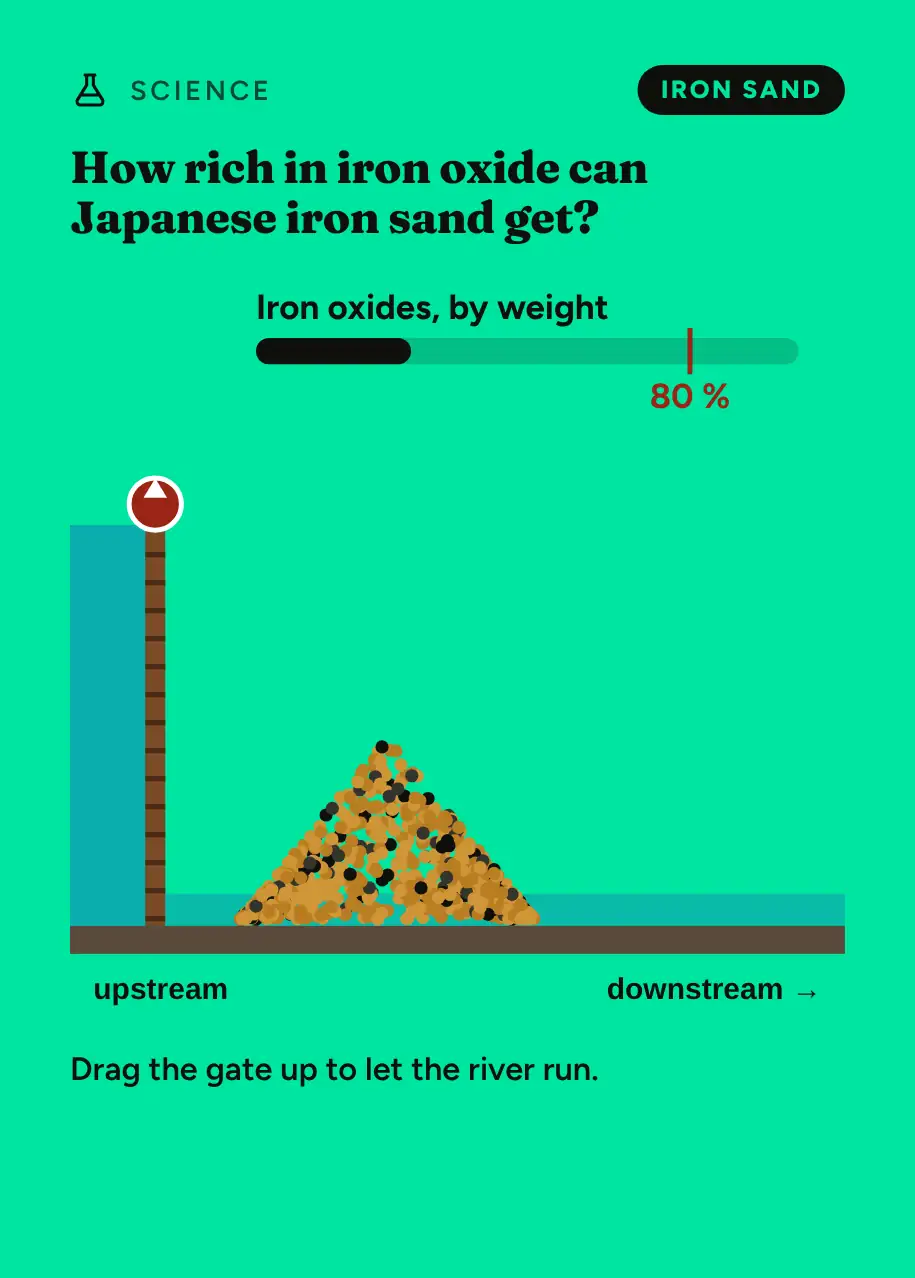 SCIENCE
IRON SAND
How rich in iron oxide can
Japanese iron sand get?
Iron oxides, by weight
80 %
upstream
downstream →
Drag the gate up to let the river run.